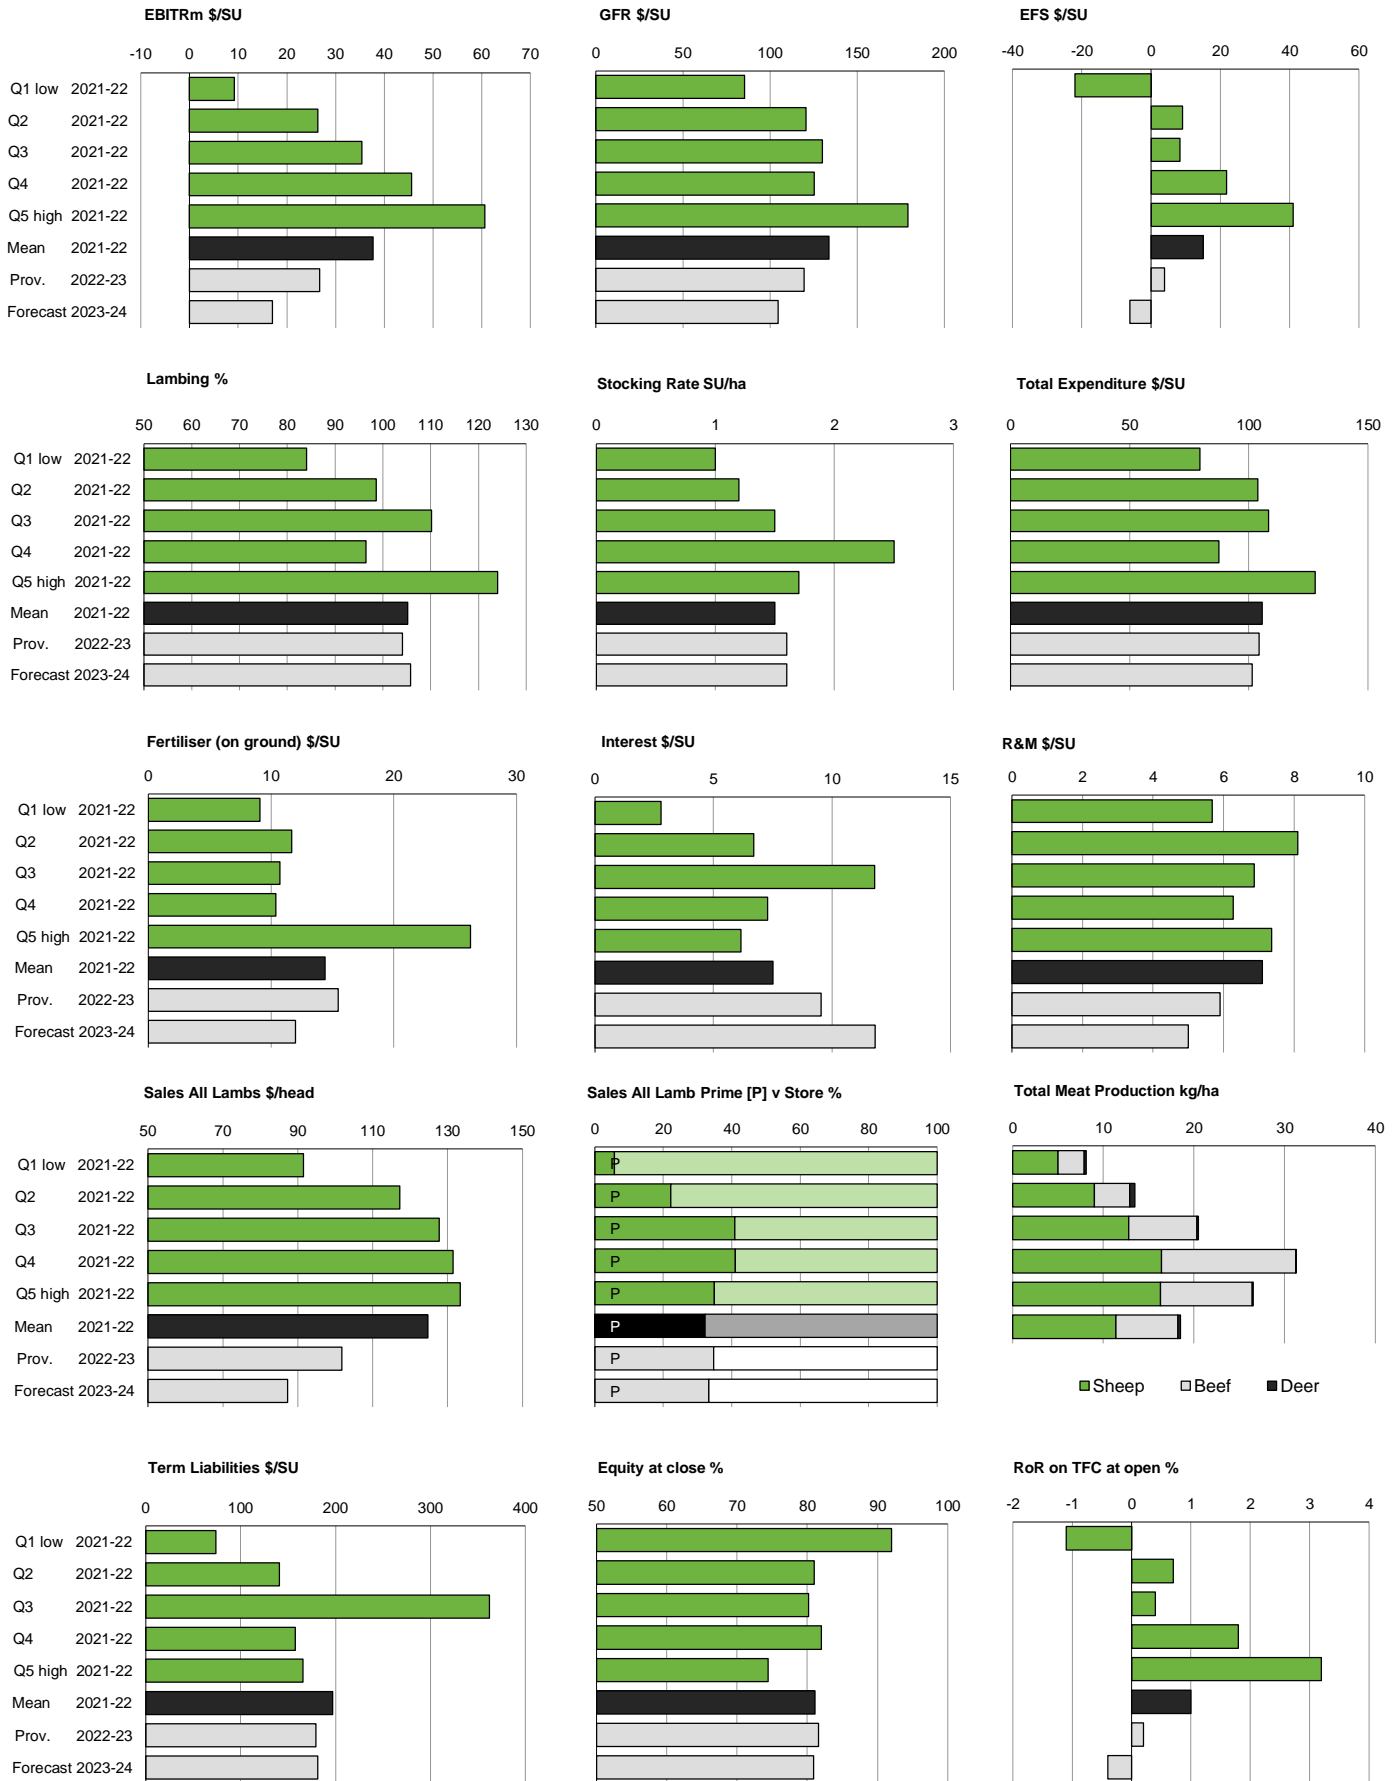 EBITRm $/SU
GFR $/SU
EFS $/SU
-10 0 10 20 30 40 50 60 70
0 50 100 150 200
-40 -20 0 20 40 60
Q1 low 2021-22
Q2 2021-22
Q3 2021-22
Q4 2021-22
Q5 high 2021-22
Mean 2021-22
Prov. 2022-23
Forecast 2023-24
Lambing %
Stocking Rate SU/ha
Total Expenditure $/SU
50 60 70 80 90 100 110 120 130
0 1 2 3
0 50 100 150
Q1 low 2021-22
Q2 2021-22
Q3 2021-22
Q4 2021-22
Q5 high 2021-22
Mean 2021-22
Prov. 2022-23
Forecast 2023-24
Fertiliser (on ground) $/SU
Interest $/SU
R&M $/SU
0 10 20 30
0 5 10 15
0 2 4 6 8 10
Q1 low 2021-22
Q2 2021-22
Q3 2021-22
Q4 2021-22
Q5 high 2021-22
Mean 2021-22
Prov. 2022-23
Forecast 2023-24
Sales All Lambs $/head
Sales All Lamb Prime [P] v Store %
Total Meat Production kg/ha
50 70 90 110 130 150
0 20 40 60 80 100
0 10 20 30 40
Q1 low 2021-22 P
Q2 2021-22 P
Q3 2021-22 P
Q4 2021-22 P
Q5 high 2021-22 P
Mean 2021-22 P
Prov. 2022-23 P
Forecast 2023-24 P
Sheep Beef Deer
Term Liabilities $/SU
Equity at close %
RoR on TFC at open %
0 100 200 300 400
50 60 70 80 90 100
-2 -1 0 1 2 3 4
Q1 low 2021-22
Q2 2021-22
Q3 2021-22
Q4 2021-22
Q5 high 2021-22
Mean 2021-22
Prov. 2022-23
Forecast 2023-24